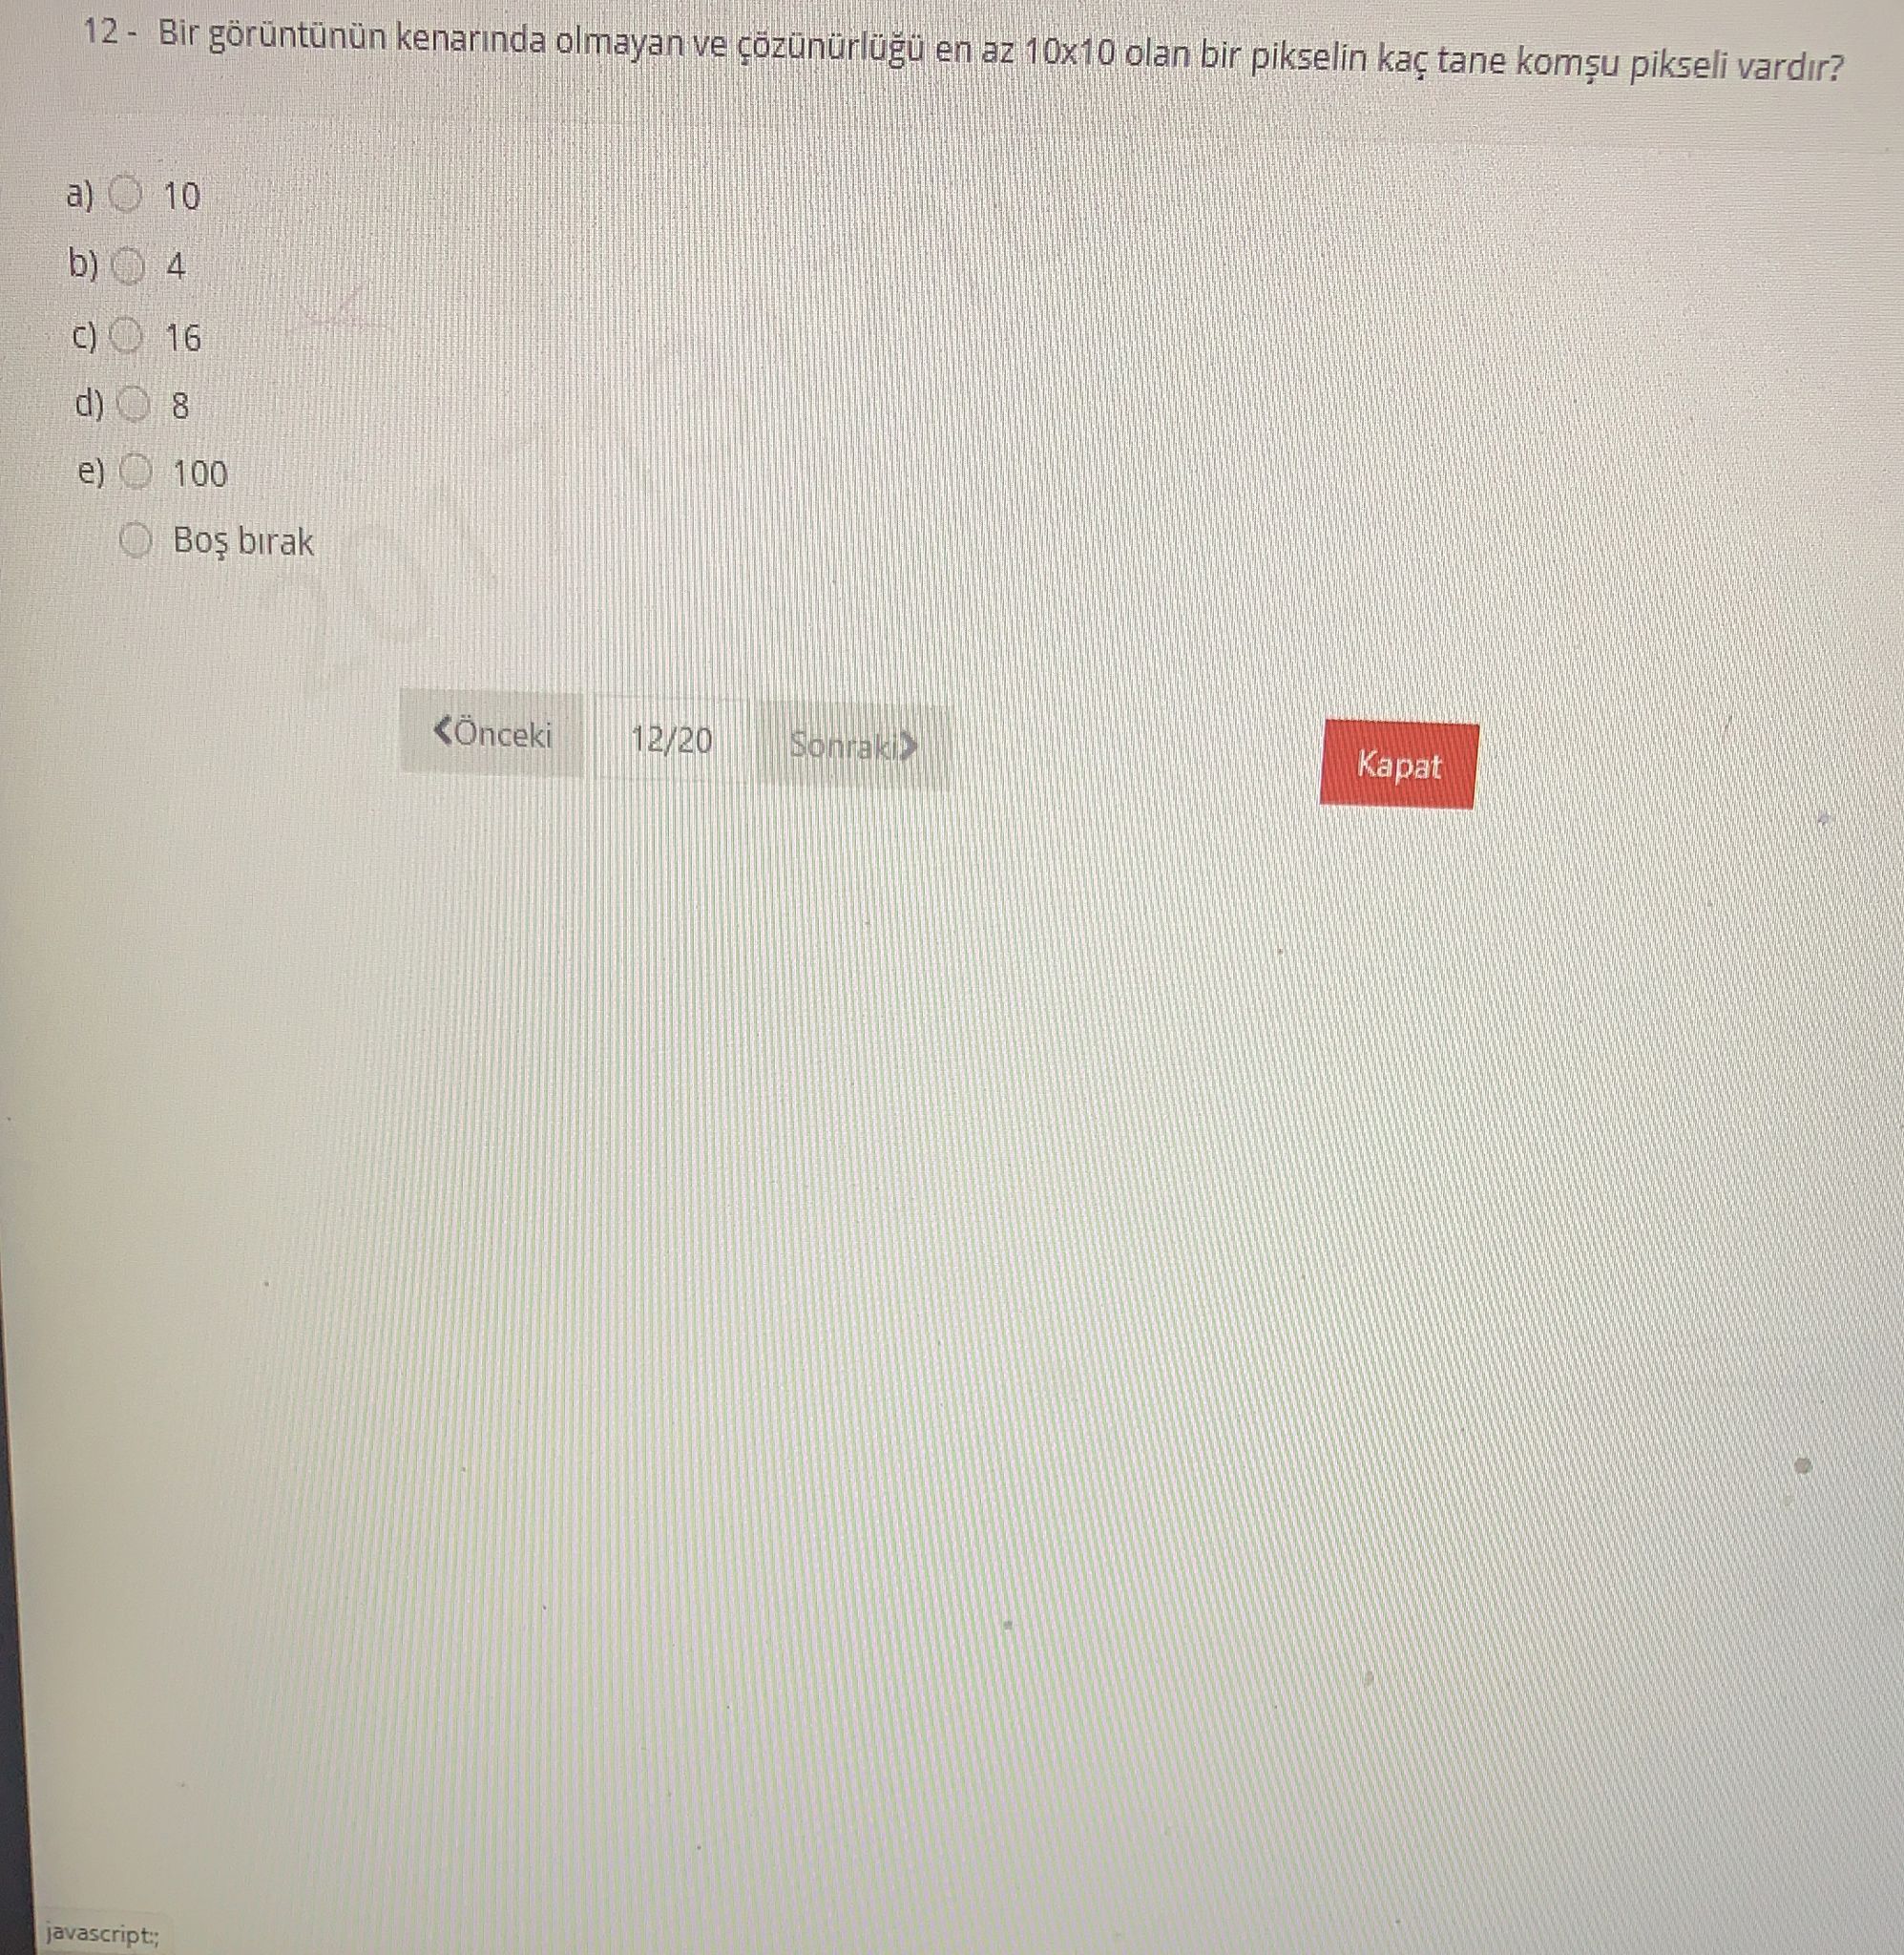 12 - Bir görüntünün kenarında olmayan ve çözünürlüğü en az 10x10 olan bir pikselin kaç tane komşu pikseli vardır?
a) 10
b) 4
c) 16
d) 8
e) 100
Boş bırak
Önceki 12/20 Sonraki Kapat
javascript:;